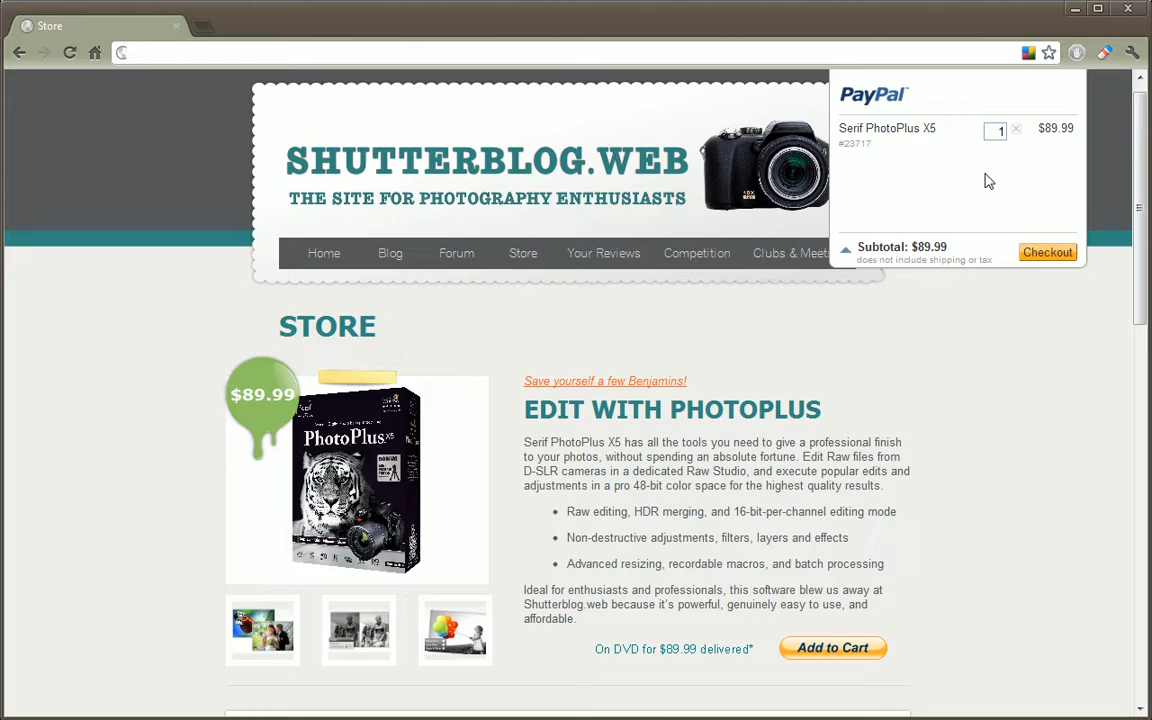 Store
PayPal™
Serif PhotoPlus X5 1 $89.99
#23717
Subtotal: $89.99
does not include shipping or tax
Checkout
SHUTTERBLOG.WEB
THE SITE FOR PHOTOGRAPHY ENTHUSIASTS
Home Blog Forum Store Your Reviews Competition Clubs & Meets
STORE
$89.99
PhotoPlus X5
Save yourself a few Benjamins!
EDIT WITH PHOTOPLUS
Serif PhotoPlus X5 has all the tools you need to give a professional finish
to your photos, without spending an absolute fortune. Edit Raw files from
D-SLR cameras in a dedicated Raw Studio, and execute popular edits and
adjustments in a pro 48-bit color space for the highest quality results.
• Raw editing, HDR merging, and 16-bit-per-channel editing mode
• Non-destructive adjustments, filters, layers and effects
• Advanced resizing, recordable macros, and batch processing
Ideal for enthusiasts and professionals, this software blew us away at
Shutterblog.web because it's powerful, genuinely easy to use, and
affordable.
On DVD for $89.99 delivered*
Add to Cart